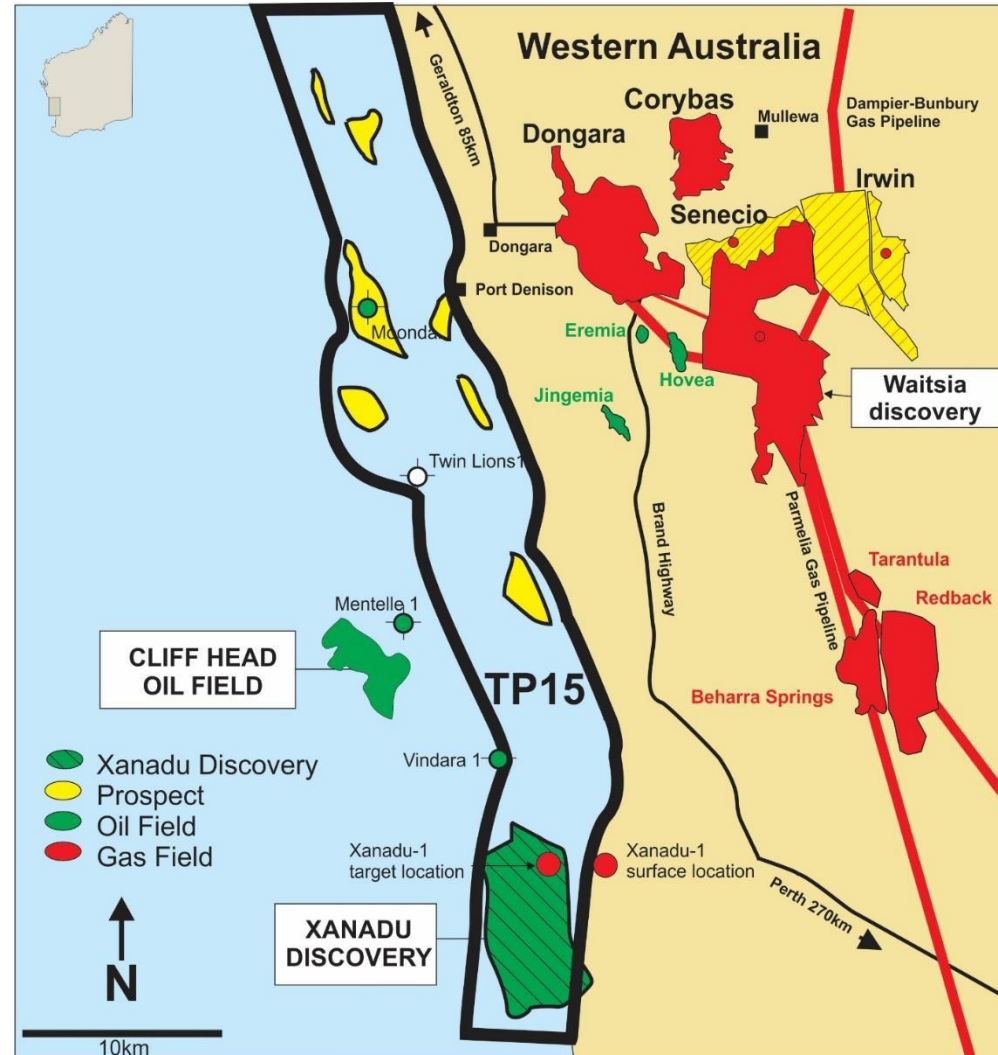 Western Australia
Geraldton 85km
Corybas
Mullewa
Dampier-Bunbury
Gas Pipeline
Dongara
Irwin
Senecio
Dongara
Port Denison
Moonda
Eremia
Hovea
Jingemia
Waitsia
discovery
Twin Lions1
Brand Highway
Parmelia Gas Pipeline
Tarantula
Redback
Mentelle 1
CLIFF HEAD
OIL FIELD
TP15
Beharra Springs
Vindara 1
Xanadu Discovery
Prospect
Oil Field
Gas Field
Xanadu-1
target location
Xanadu-1
surface location
Perth 270km
XANADU
DISCOVERY
N
10km